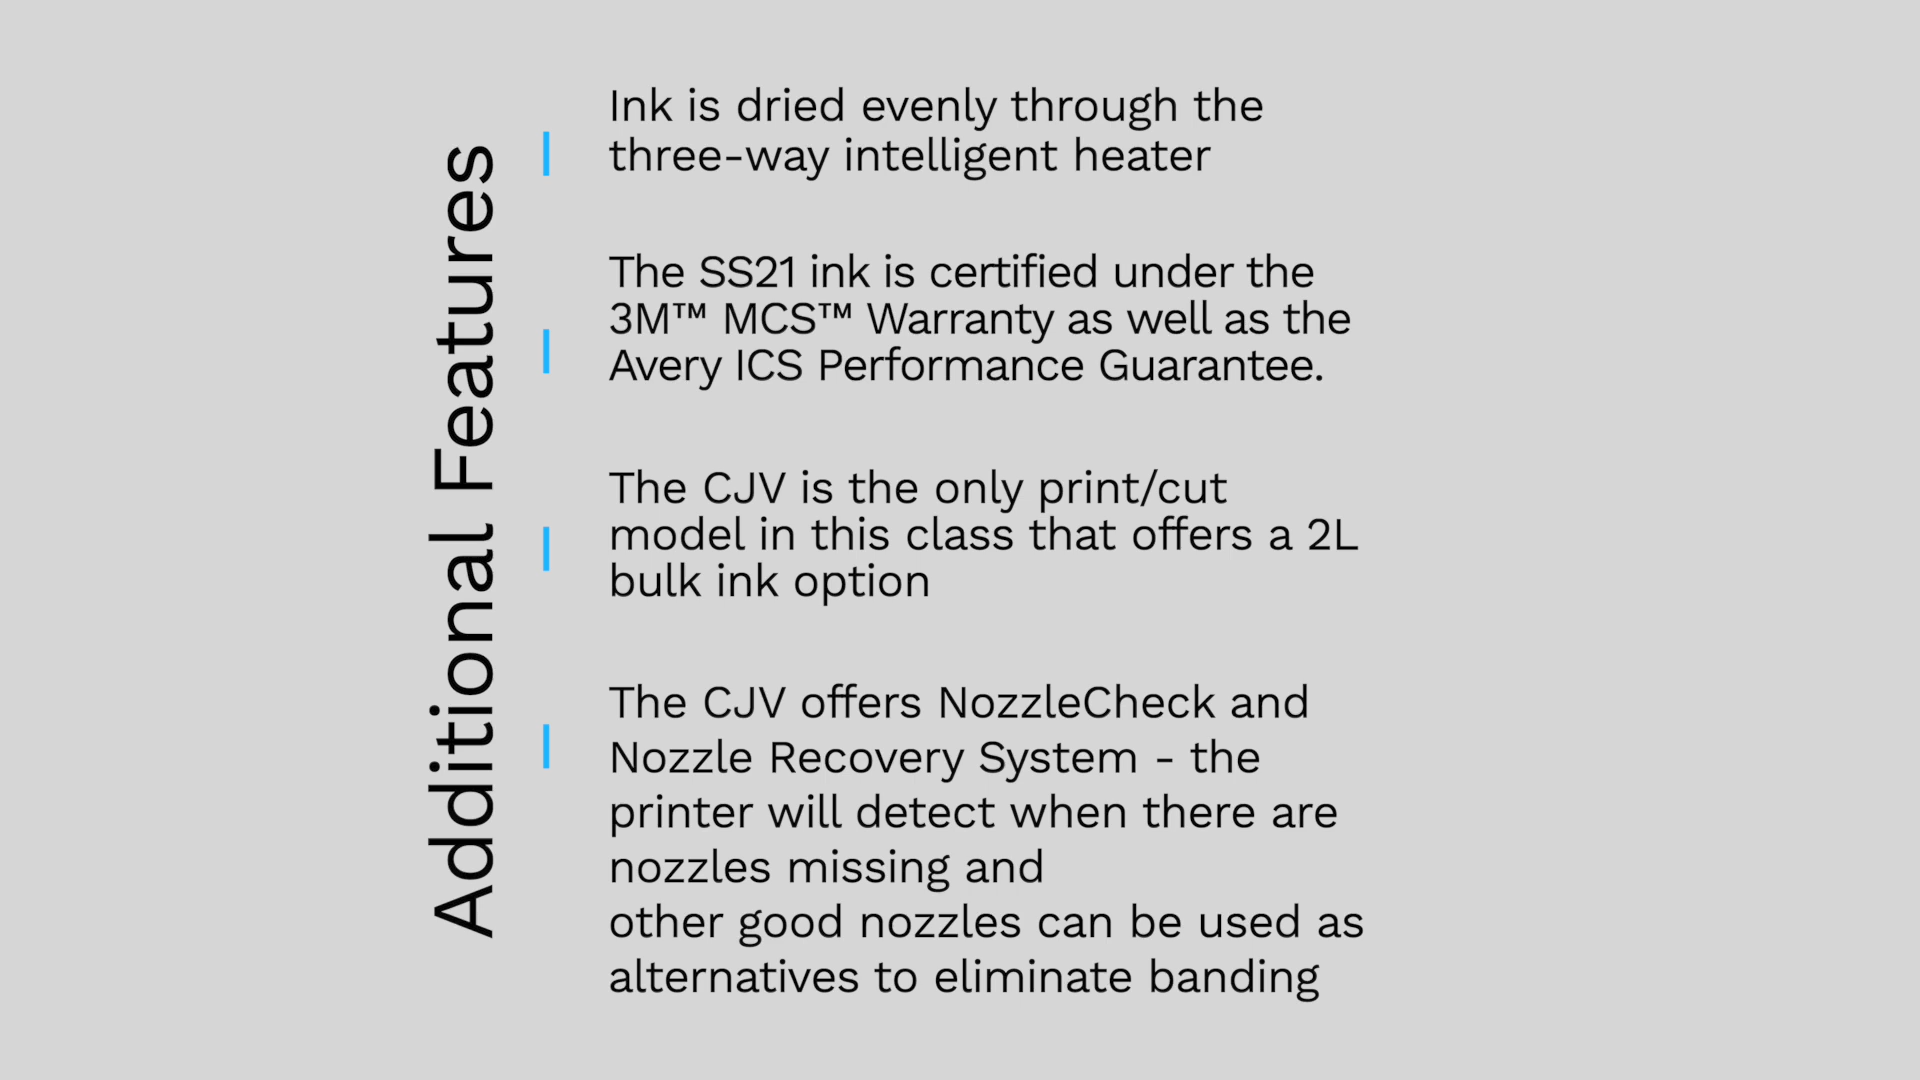 Additional Features
Ink is dried evenly through the
three-way intelligent heater
The SS21 ink is certified under the
3M™ MCS™ Warranty as well as the
Avery ICS Performance Guarantee.
The CJV is the only print/cut
model in this class that offers a 2L
bulk ink option
The CJV offers NozzleCheck and
Nozzle Recovery System - the
printer will detect when there are
nozzles missing and
other good nozzles can be used as
alternatives to eliminate banding